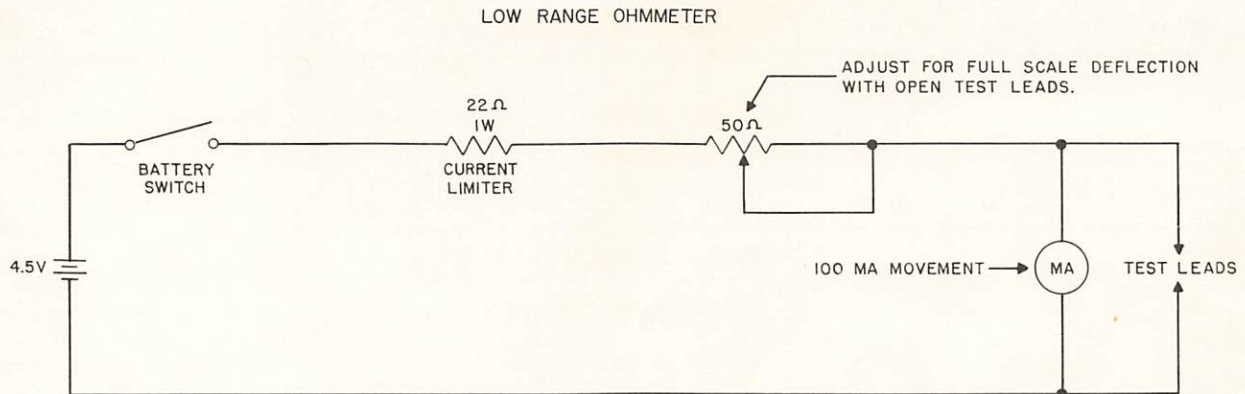 LOW RANGE OHMMETER
ADJUST FOR FULL SCALE DEFLECTION
WITH OPEN TEST LEADS.
22Ω
1W
CURRENT
LIMITER
50Ω
BATTERY
SWITCH
4.5V
100 MA MOVEMENT
MA
TEST LEADS